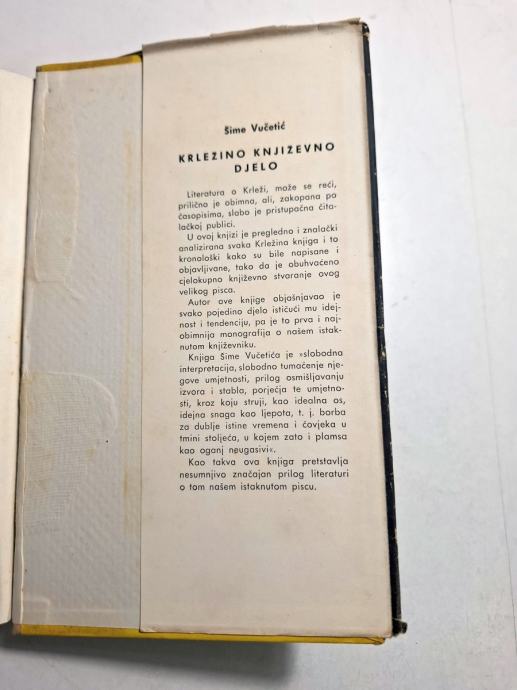 Šime Vučetić
KRLEŽINO KNJIŽEVNO
DJELO
Literatura o Krleži, može se reći,
prilično je obimna, ali, zakopana po
časopisima, slabo je pristupačna čita-
lačkoj publici.
U ovoj knjizi je pregledno i znalački
analizirana svaka Krležina knjiga i to
kronološki kako su bile napisane i
objavljivane, tako da je obuhvaćeno
cjelokupno književno stvaranje ovog
velikog pisca.
Autor ove knjige objašnjavao je
svako pojedino djelo ističući mu idej-
nost i tendenciju, pa je to prva i naj-
obimnija monografija o našem istak-
nutom književniku.
Knjiga Šime Vučetića je »slobodna
interpretacija, slobodno tumačenje nje-
gove umjetnosti, prilog osmišljavanju
izvora i stabla, porječja te umjetno-
sti, kroz koju struji, kao idealna os,
idejna snaga kao ljepota, t. j. borba
za dublje istine vremena i čovjeka u
tmini stoljeća, u kojem zato i plamsa
kao oganj neugasivi«.
Kao takva ova knjiga pretstavlja
nesumnjivo značajan prilog literaturi
o tom našem istaknutom piscu.